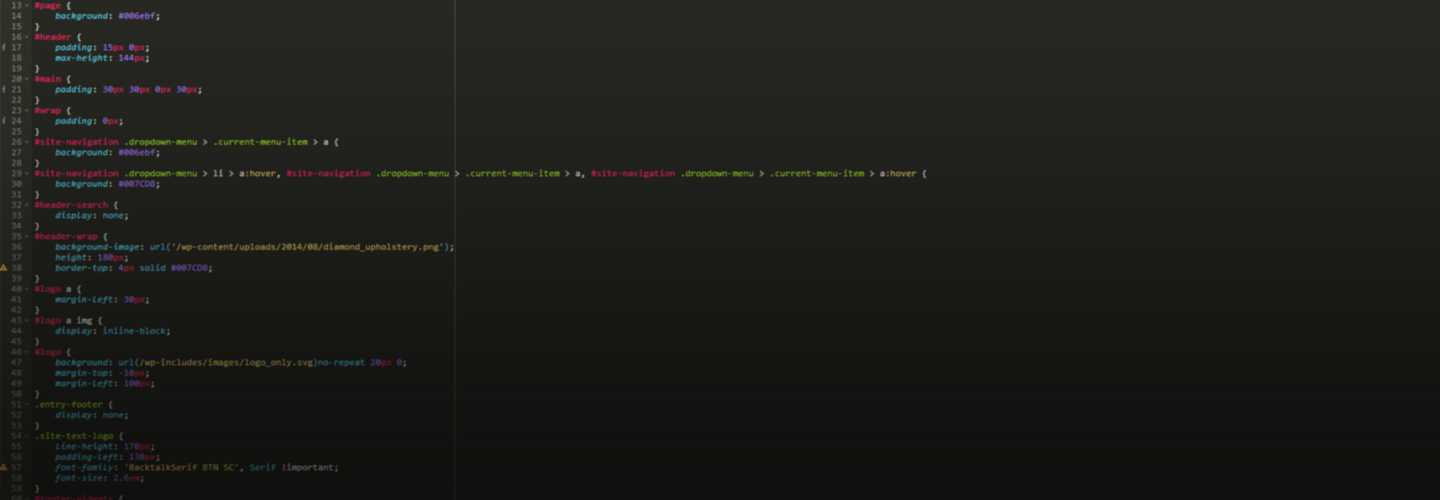 13 #page {
14 background: #006ebf;
15 }
16 #header {
i 17 padding: 15px 0px;
18 max-height: 144px;
19 }
20 #main {
i 21 padding: 30px 30px 0px 30px;
22 }
23 #wrap {
i 24 padding: 0px;
25 }
26 #site-navigation .dropdown-menu > .current-menu-item > a {
27 background: #006ebf;
28 }
29 #site-navigation .dropdown-menu > li > a:hover, #site-navigation .dropdown-menu > .current-menu-item > a, #site-navigation .dropdown-menu > .current-menu-item > a:hover {
30 background: #007CD8;
31 }
32 #header-search {
33 display: none;
34 }
35 #header-wrap {
36 background-image: url('/wp-content/uploads/2014/08/diamond_upholstery.png');
37 height: 180px;
38 border-top: 4px solid #007CD8;
39 }
40 #logo a {
41 margin-left: 30px;
42 }
43 #logo a img {
44 display: inline-block;
45 }
46 #logo {
47 background: url(/wp-includes/images/logo_only.svg)no-repeat 20px 0;
48 margin-top: -10px;
49 margin-left: 100px;
50 }
51 .entry-footer {
52 display: none;
53 }
54 .site-text-logo {
55 line-height: 170px;
56 padding-left: 130px;
57 font-family: 'BacktalkSerif BTN SC', Serif !important;
58 font-size: 2.6em;
59 }